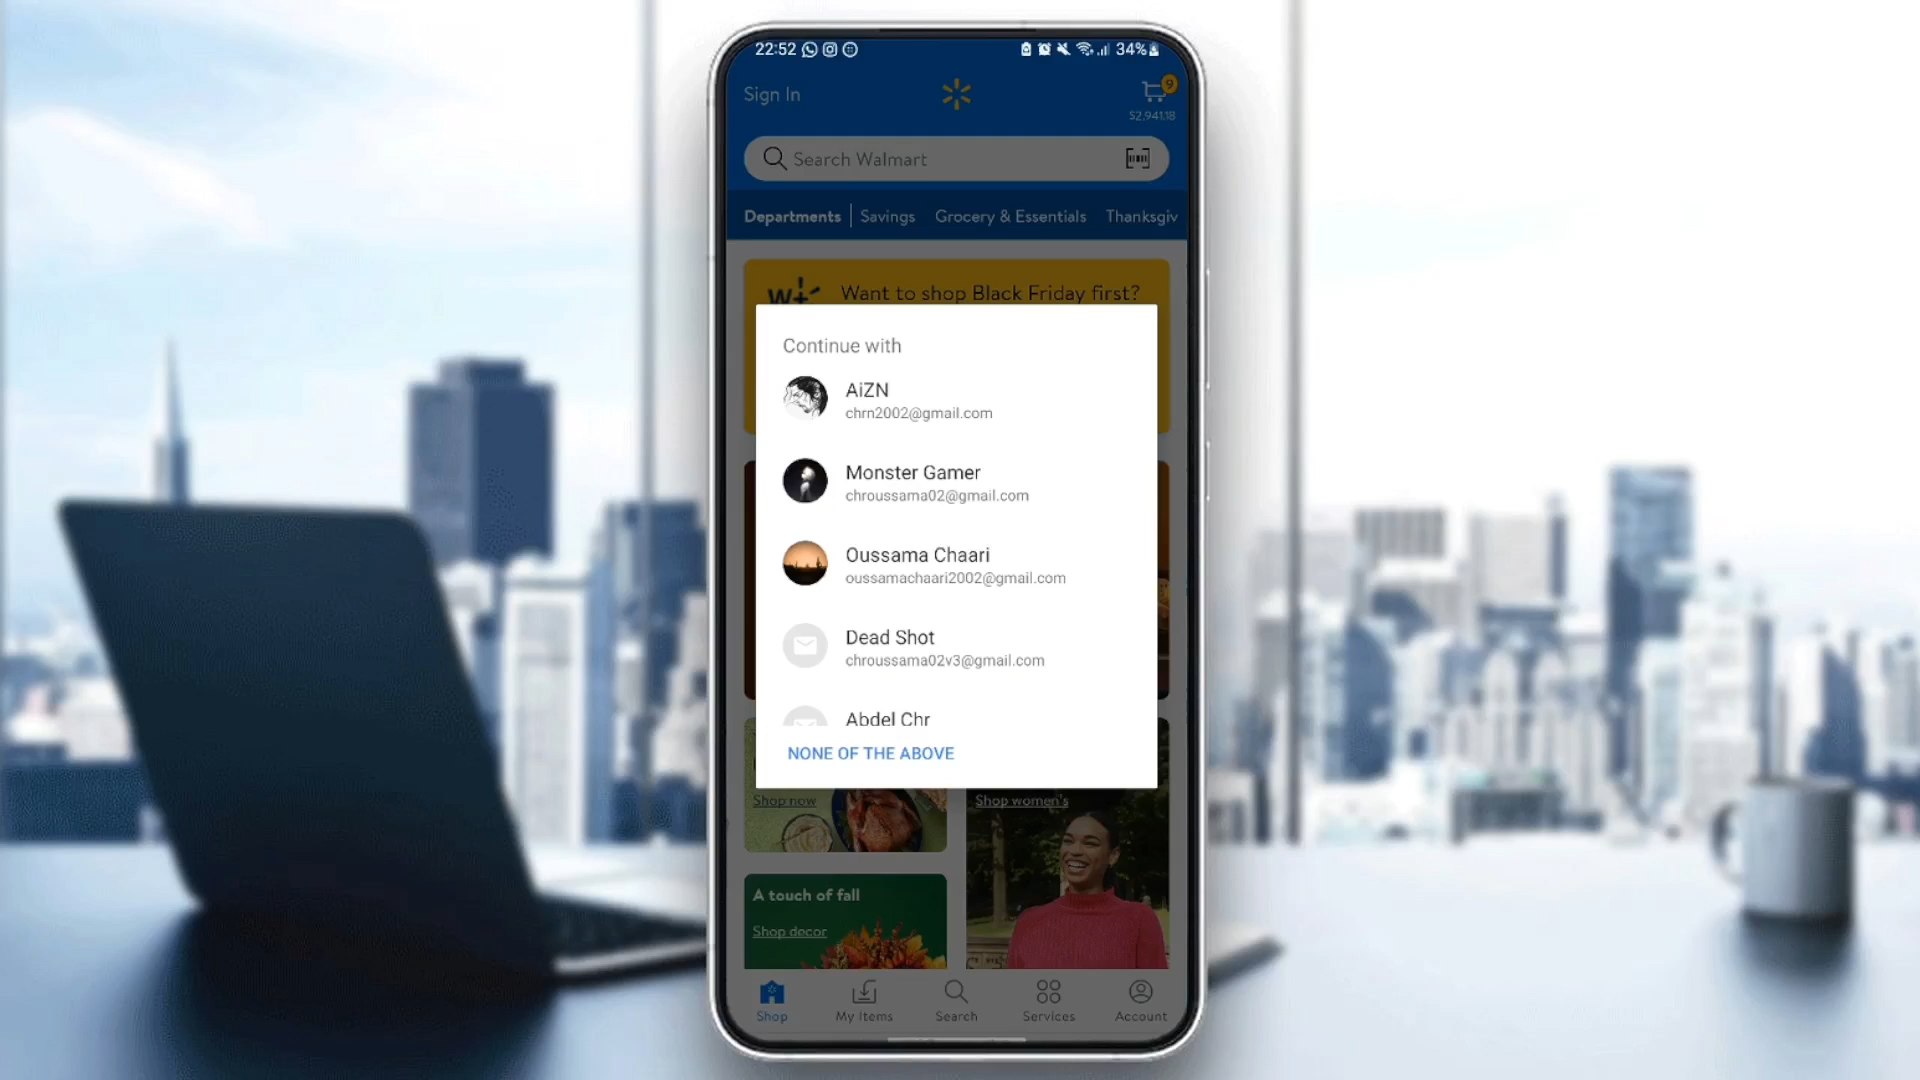 22:52 34%
Sign In
9
$2,941.18
Search Walmart
Departments Savings Grocery & Essentials Thanksgiv
W+ Want to shop Black Friday first?
Continue with
AiZN
chrn2002@gmail.com
Monster Gamer
chroussama02@gmail.com
Oussama Chaari
oussamachaari2002@gmail.com
Dead Shot
chroussama02v3@gmail.com
Abdel Chr
NONE OF THE ABOVE
Shop now Shop women's
A touch of fall
Shop decor
Shop My Items Search Services Account